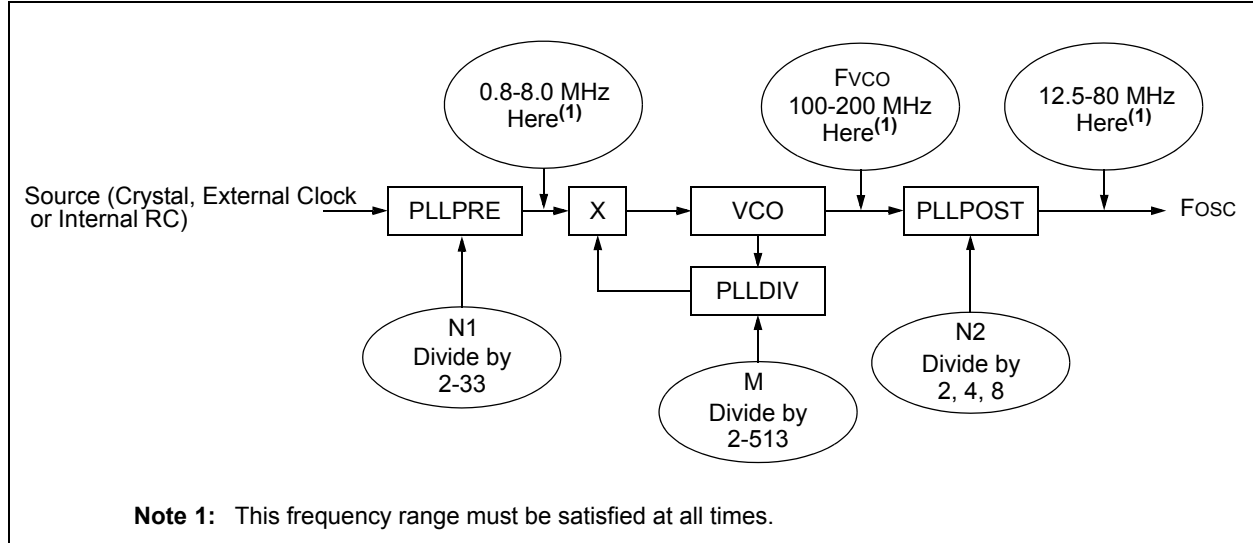 0.8-8.0 MHz
Here(1)
FVCO
100-200 MHz
Here(1)
12.5-80 MHz
Here(1)
Source (Crystal, External Clock
or Internal RC)
PLLPRE
X
VCO
PLLPOST
FOSC
PLLDIV
N1
Divide by
2-33
M
Divide by
2-513
N2
Divide by
2, 4, 8
Note 1: This frequency range must be satisfied at all times.